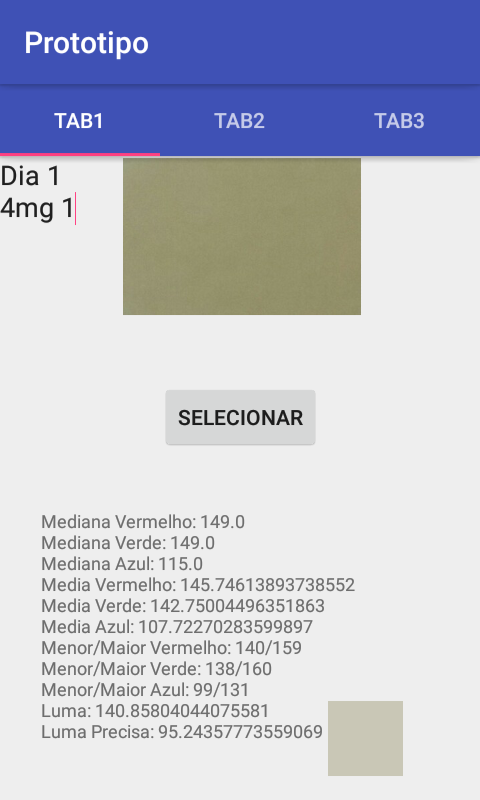 Prototipo
TAB1 TAB2 TAB3
Dia 1
4mg 1
SELECIONAR
Mediana Vermelho: 149.0
Mediana Verde: 149.0
Mediana Azul: 115.0
Media Vermelho: 145.74613893738552
Media Verde: 142.75004496351863
Media Azul: 107.72270283599897
Menor/Maior Vermelho: 140/159
Menor/Maior Verde: 138/160
Menor/Maior Azul: 99/131
Luma: 140.85804044075581
Luma Precisa: 95.24357773559069